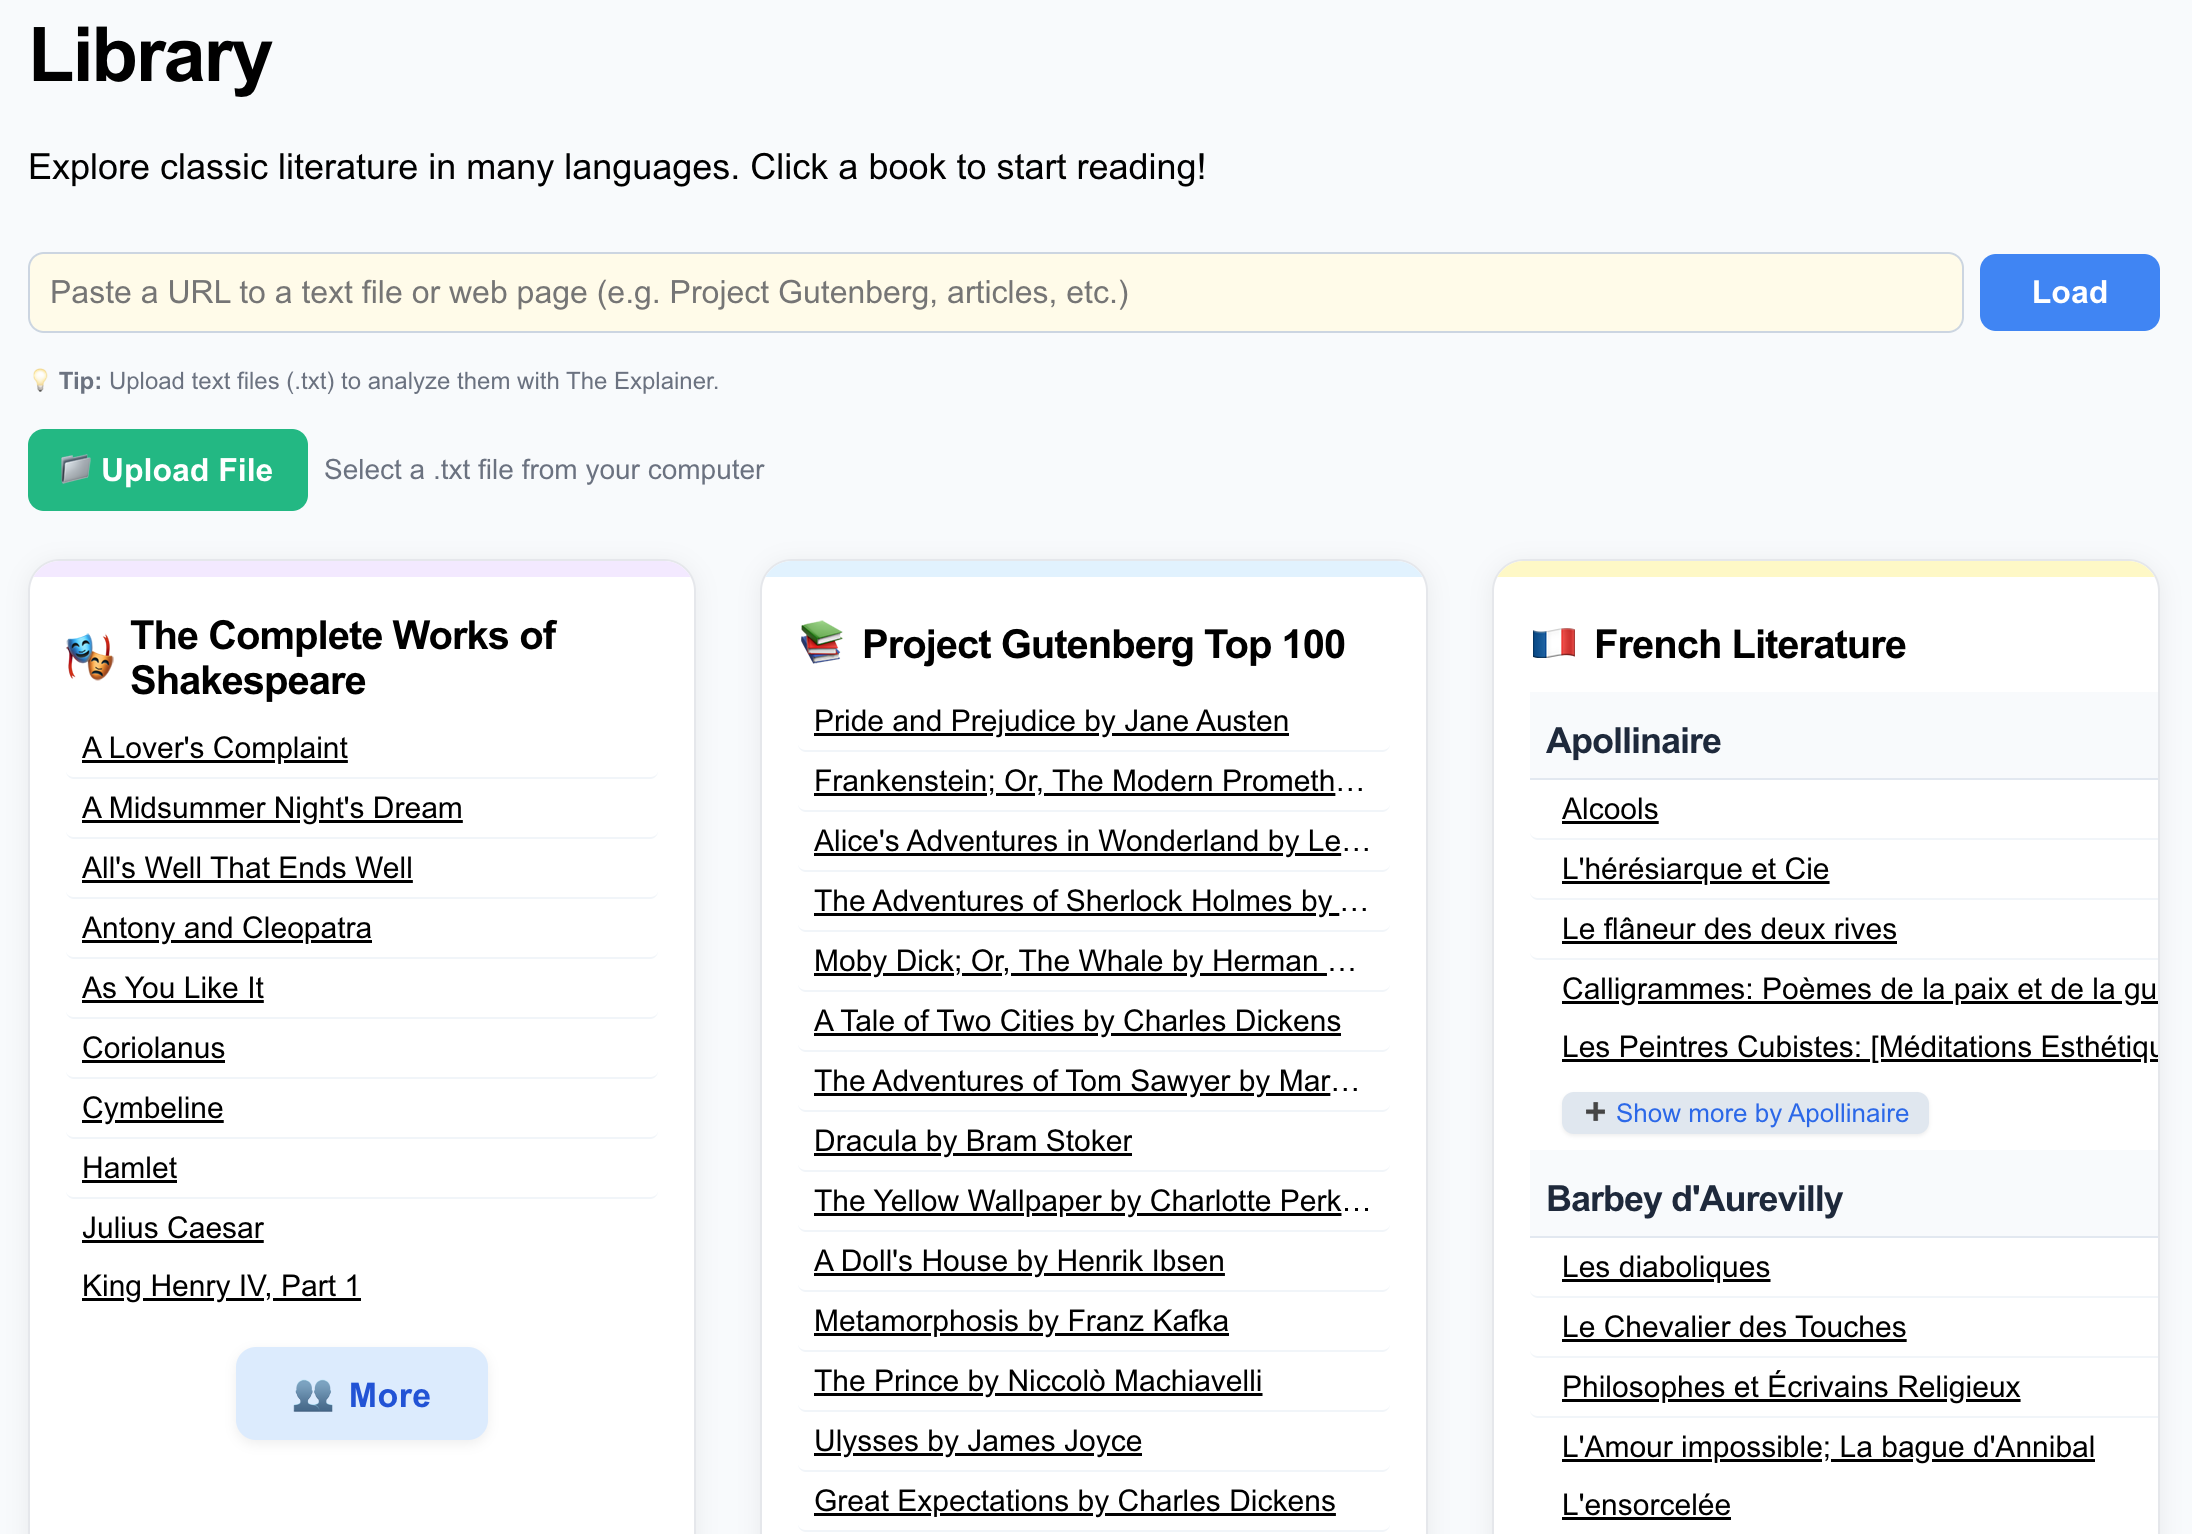 Library
Explore classic literature in many languages. Click a book to start reading!
Paste a URL to a text file or web page (e.g. Project Gutenberg, articles, etc.)
Load
Tip: Upload text files (.txt) to analyze them with The Explainer.
Upload File
Select a .txt file from your computer
The Complete Works of
Shakespeare
A Lover's Complaint
A Midsummer Night's Dream
All's Well That Ends Well
Antony and Cleopatra
As You Like It
Coriolanus
Cymbeline
Hamlet
Julius Caesar
King Henry IV, Part 1
More
Project Gutenberg Top 100
Pride and Prejudice by Jane Austen
Frankenstein; Or, The Modern Prometh…
Alice's Adventures in Wonderland by Le…
The Adventures of Sherlock Holmes by …
Moby Dick; Or, The Whale by Herman …
A Tale of Two Cities by Charles Dickens
The Adventures of Tom Sawyer by Mar…
Dracula by Bram Stoker
The Yellow Wallpaper by Charlotte Perk…
A Doll's House by Henrik Ibsen
Metamorphosis by Franz Kafka
The Prince by Niccolò Machiavelli
Ulysses by James Joyce
Great Expectations by Charles Dickens
French Literature
Apollinaire
Alcools
L'hérésiarque et Cie
Le flâneur des deux rives
Calligrammes: Poèmes de la paix et de la gu
Les Peintres Cubistes: [Méditations Esthétiqu
Show more by Apollinaire
Barbey d'Aurevilly
Les diaboliques
Le Chevalier des Touches
Philosophes et Écrivains Religieux
L'Amour impossible; La bague d'Annibal
L'ensorcelée